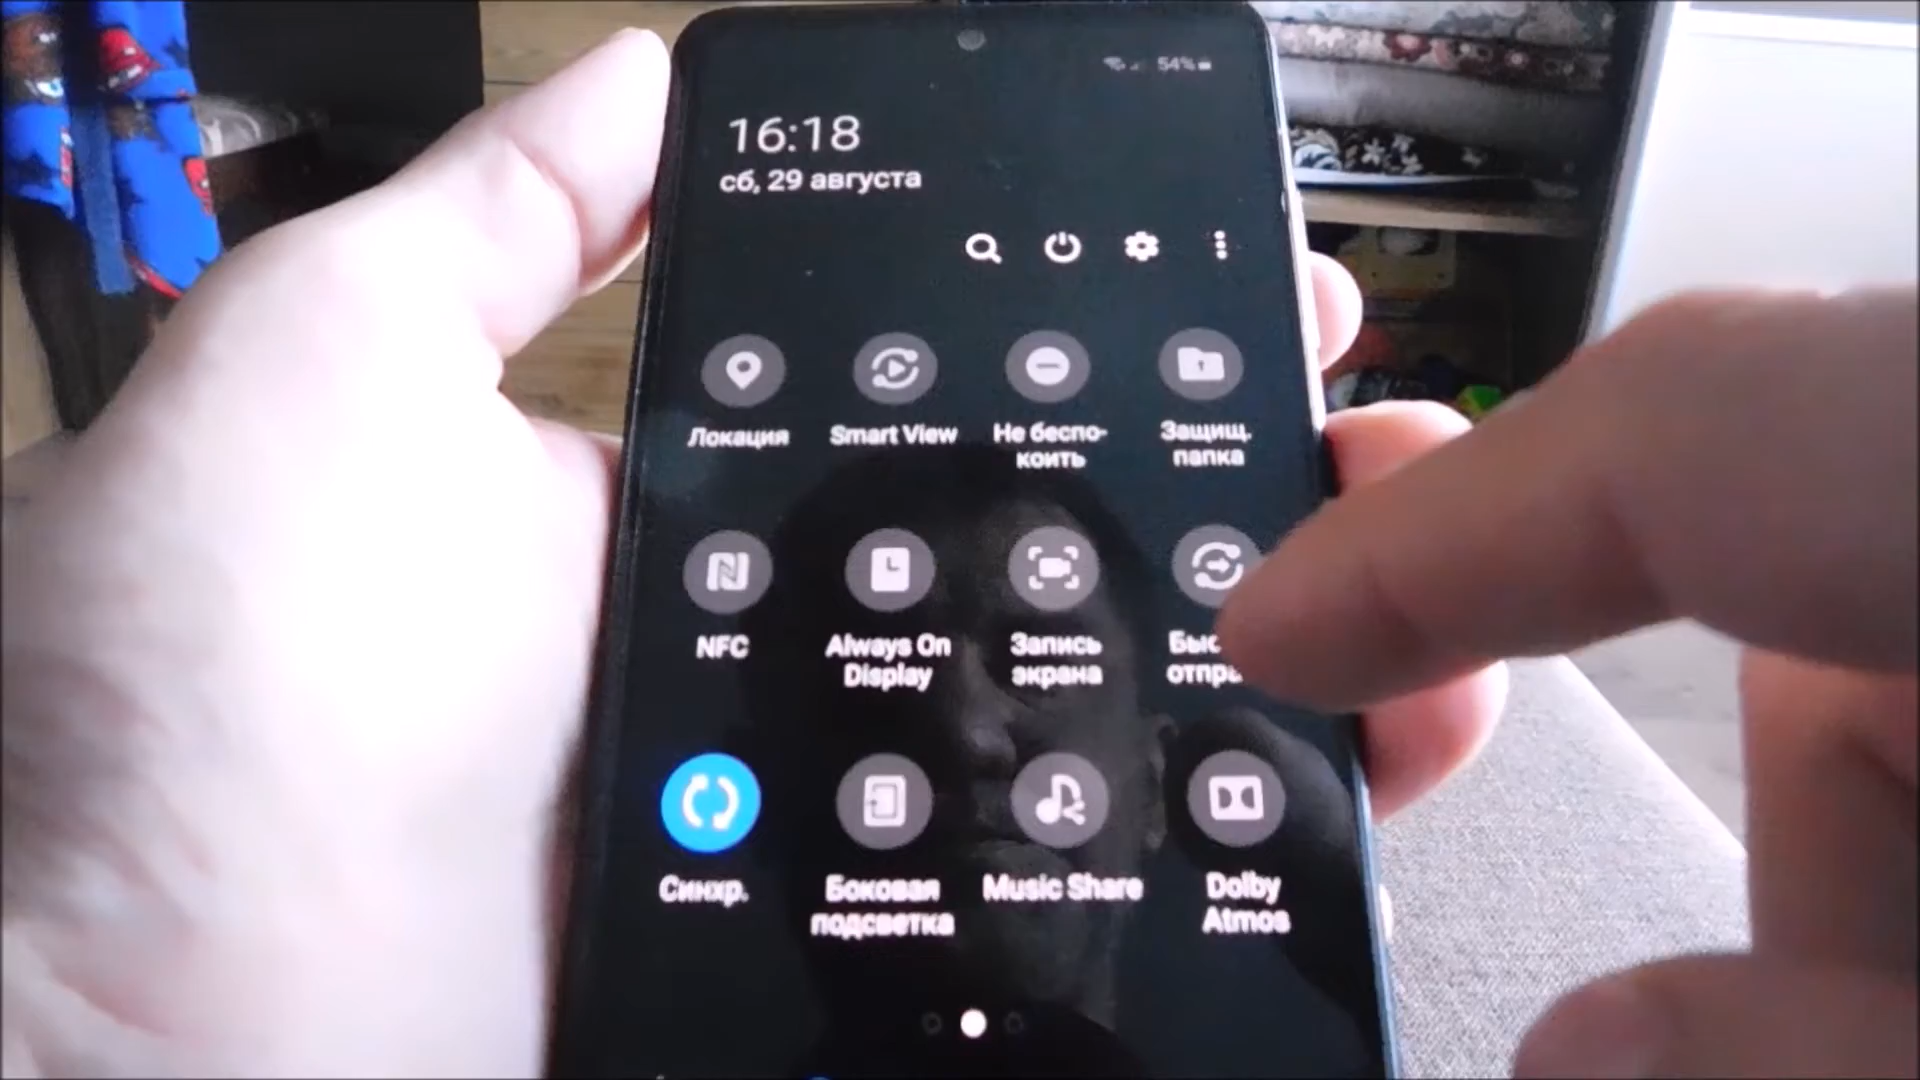 54%
16:18
сб, 29 августа
Локация
Smart View
Не беспо-
коить
Защищ.
папка
NFC
Always On
Display
Запись
экрана
Синхр.
Боковая
подсветка
Music Share
Dolby
Atmos